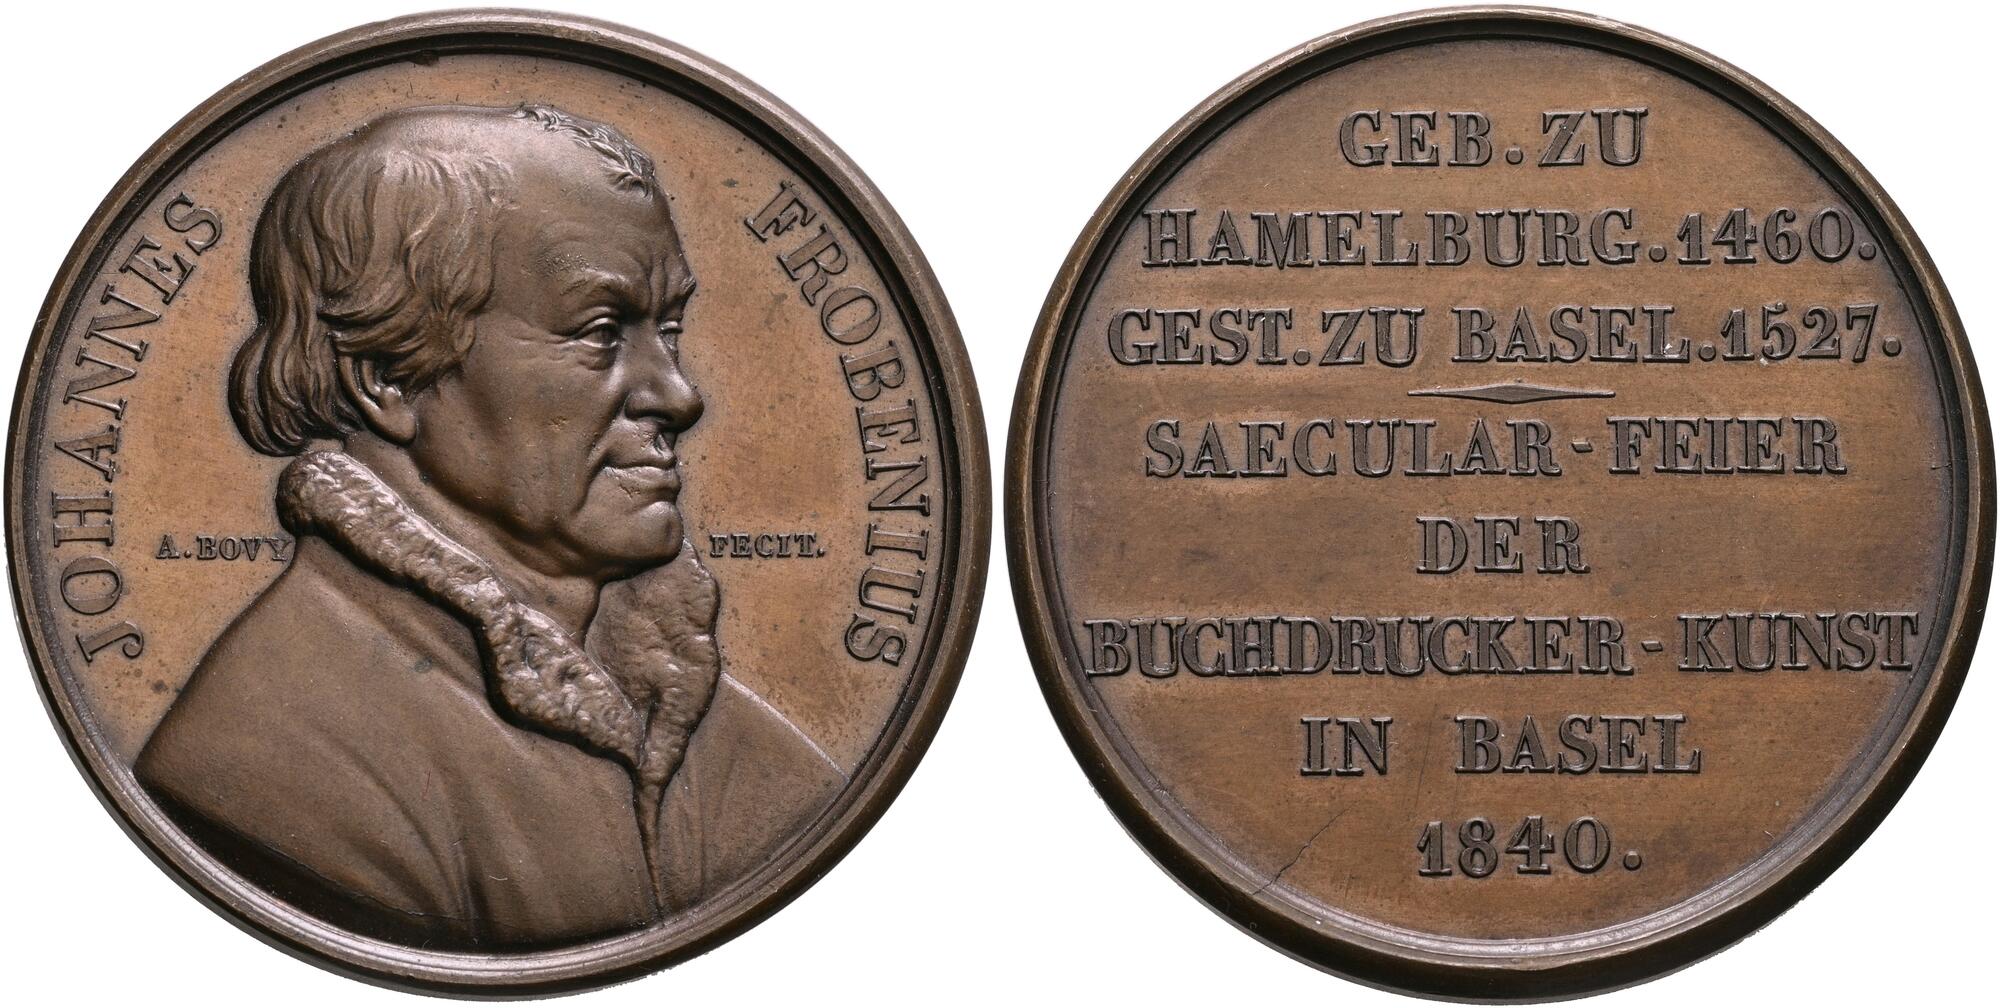 JOHANNES FROBENIUS
A. BOVY FECIT.
GEB. ZU
HAMELBURG. 1460.
GEST. ZU BASEL. 1527.
SAECULAR-FEIER
DER
BUCHDRUCKER-KUNST
IN BASEL
1840.